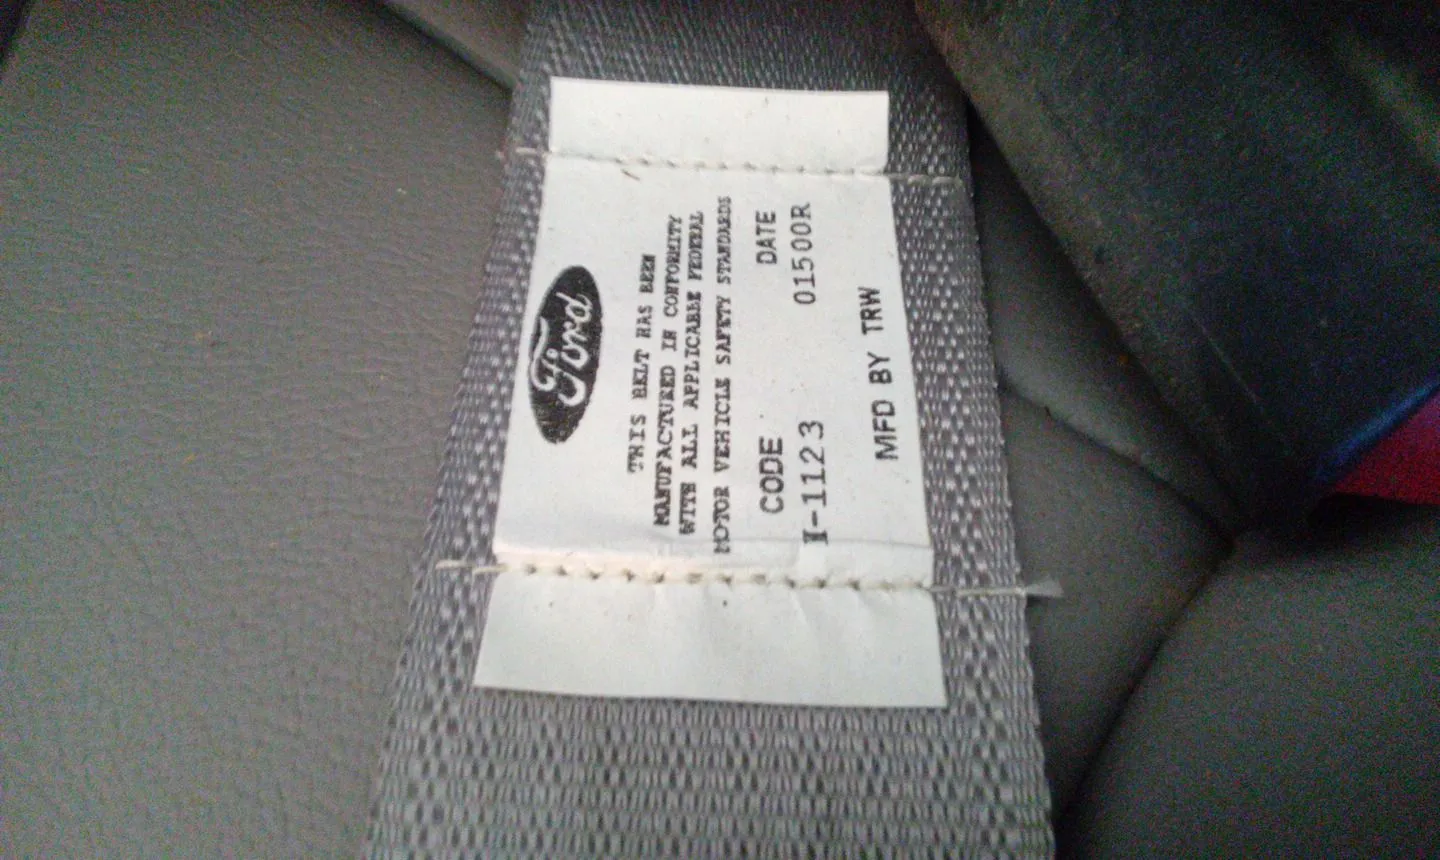 Ford
THIS BELT HAS BEEN
MANUFACTURED IN CONFORMITY
WITH ALL APPLICABLE FEDERAL
MOTOR VEHICLE SAFETY STANDARDS
CODE DATE
I-1123 01500R
MFD BY TRW